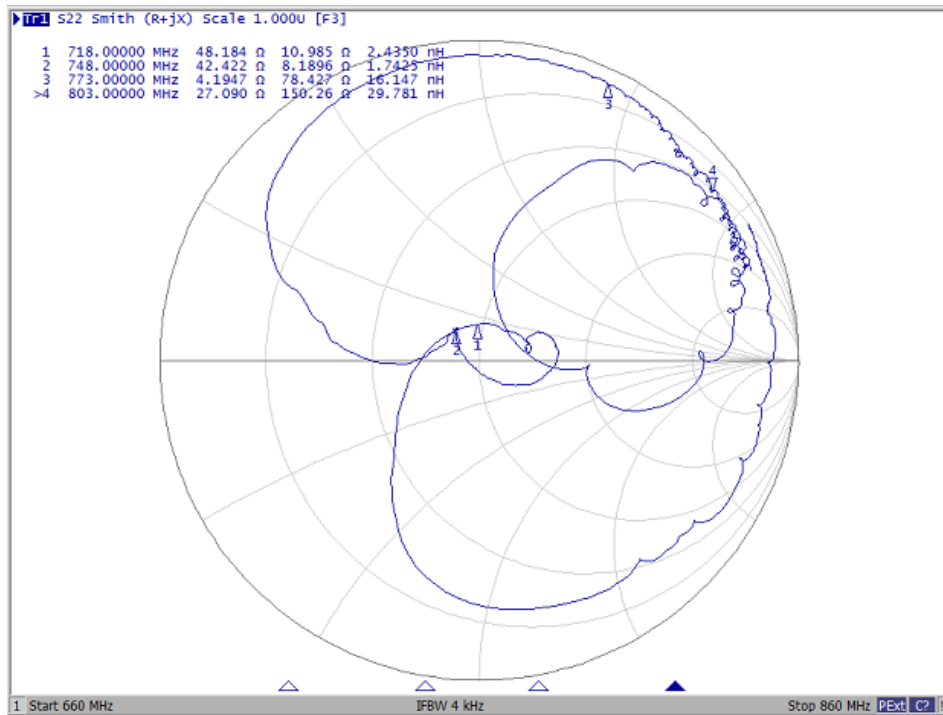 Tr1 S22 Smith (R+jX) Scale 1.000U [F3]
1 718.00000 MHz 48.184 Ω 10.985 Ω 2.4350 nH
2 748.00000 MHz 42.422 Ω 8.1896 Ω 1.7425 nH
3 773.00000 MHz 4.1947 Ω 78.427 Ω 16.147 nH
>4 803.00000 MHz 27.090 Ω 150.26 Ω 29.781 nH
3
4
1
2
1 Start 660 MHz IFBW 4 kHz Stop 860 MHz PExt C?